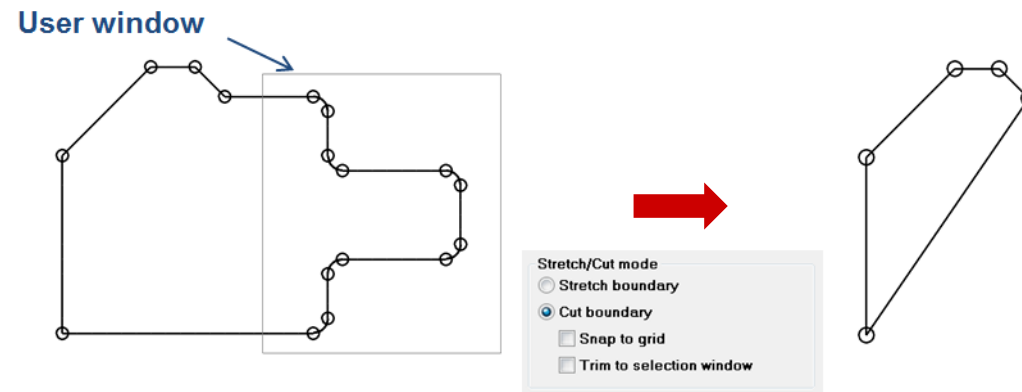 User window
Stretch/Cut mode
Stretch boundary
Cut boundary
Snap to grid
Trim to selection window